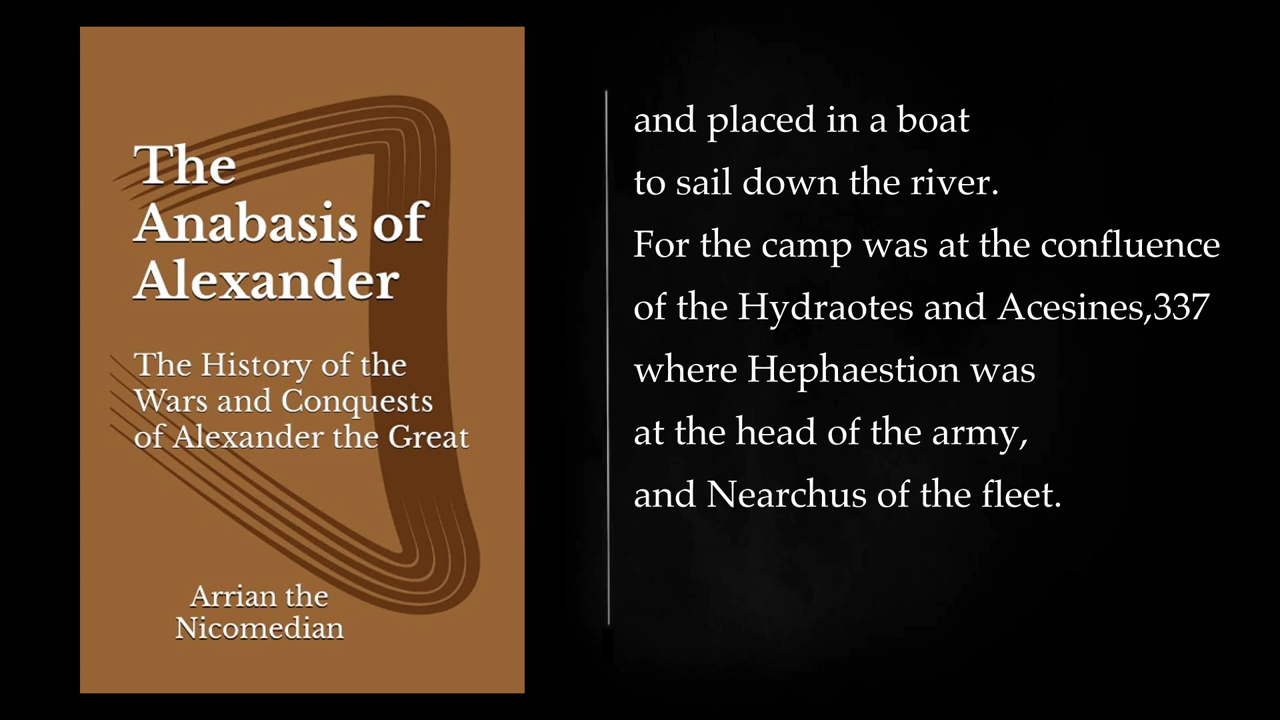 The
Anabasis of
Alexander
The History of the
Wars and Conquests
of Alexander the Great
Arrian the
Nicomedian
and placed in a boat
to sail down the river.
For the camp was at the confluence
of the Hydraotes and Acesines,337
where Hephaestion was
at the head of the army,
and Nearchus of the fleet.